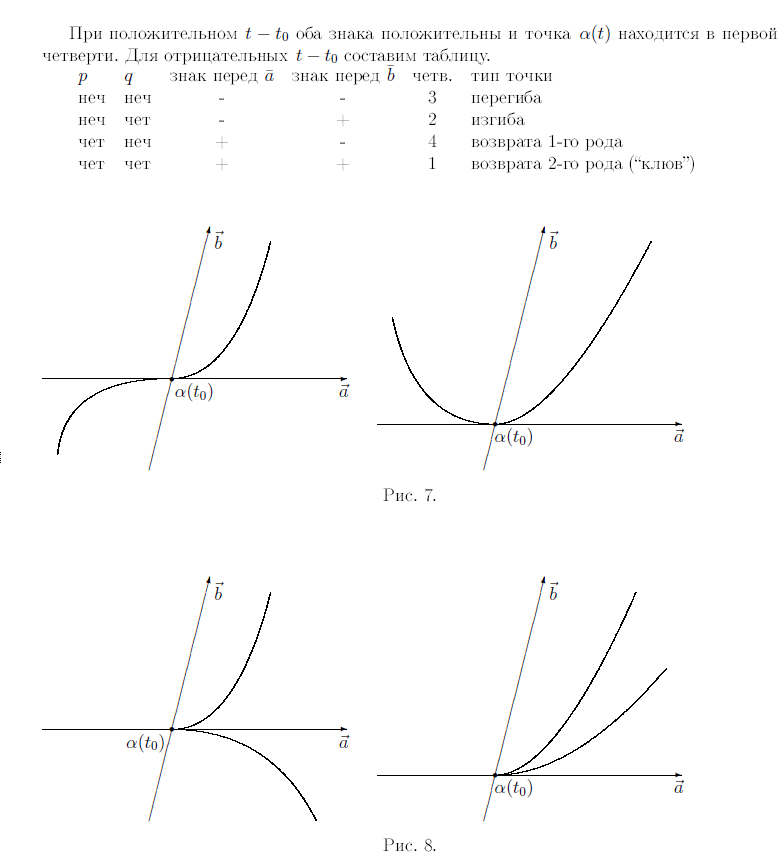 При положительном t − t₀ оба знака положительны и точка α(t) находится в первой
четверти. Для отрицательных t − t₀ составим таблицу.
p q знак перед ā знак перед b̄ четв. тип точки
неч неч - - 3 перегиба
неч чет - + 2 изгиба
чет неч + - 4 возврата 1-го рода
чет чет + + 1 возврата 2-го рода (“клюв”)
b⃗
α(t₀)
a⃗
b⃗
α(t₀)
a⃗
Рис. 7.
b⃗
α(t₀)
a⃗
b⃗
α(t₀)
a⃗
Рис. 8.